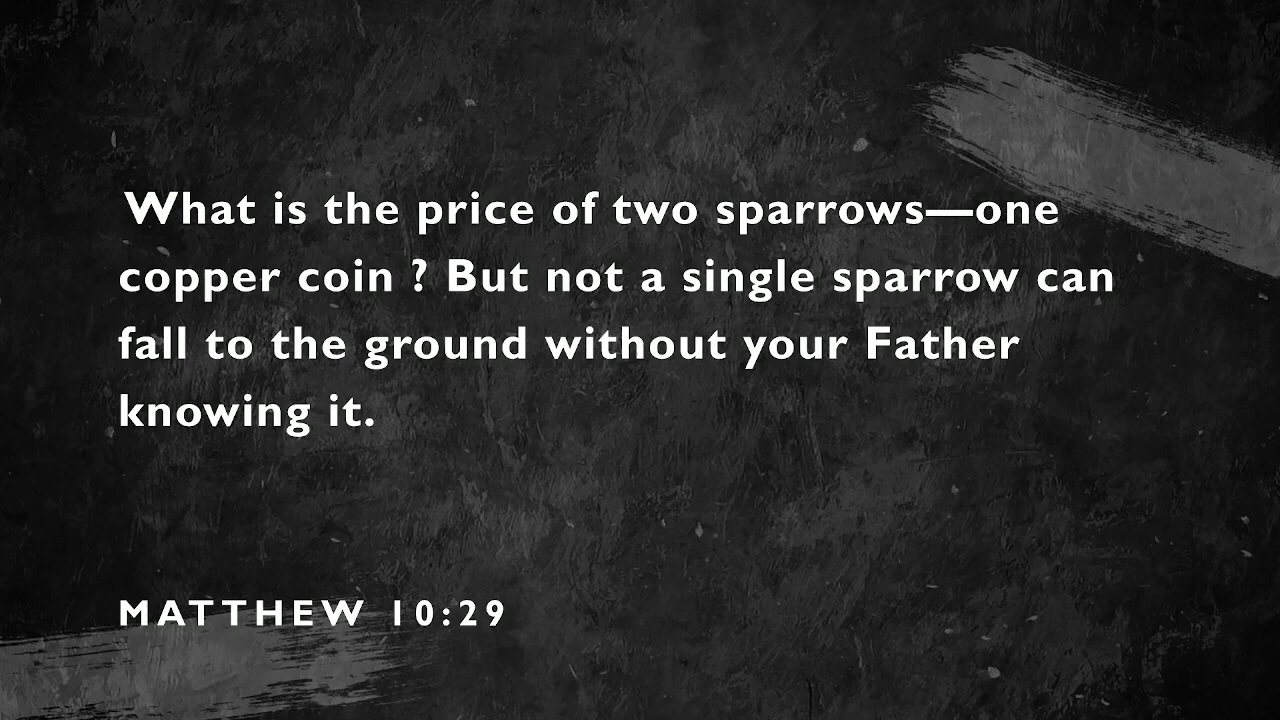 What is the price of two sparrows—one
copper coin ? But not a single sparrow can
fall to the ground without your Father
knowing it.
MATTHEW 10:29